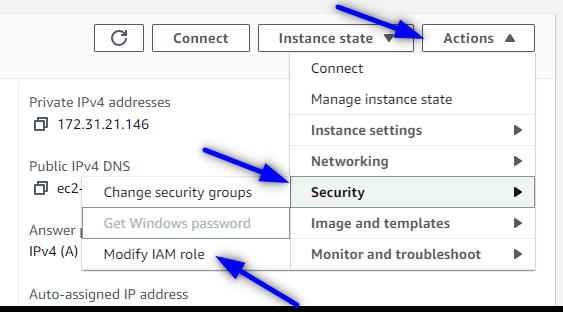 Connect
Instance state
Actions
Connect
Private IPv4 addresses
Manage instance state
172.31.21.146
Instance settings
Public IPv4 DNS
Networking
ec2-
Change security groups
Security
Get Windows password
Image and templates
Answer
IPv4 (A)
Modify IAM role
Monitor and troubleshoot
Auto-assigned IP address